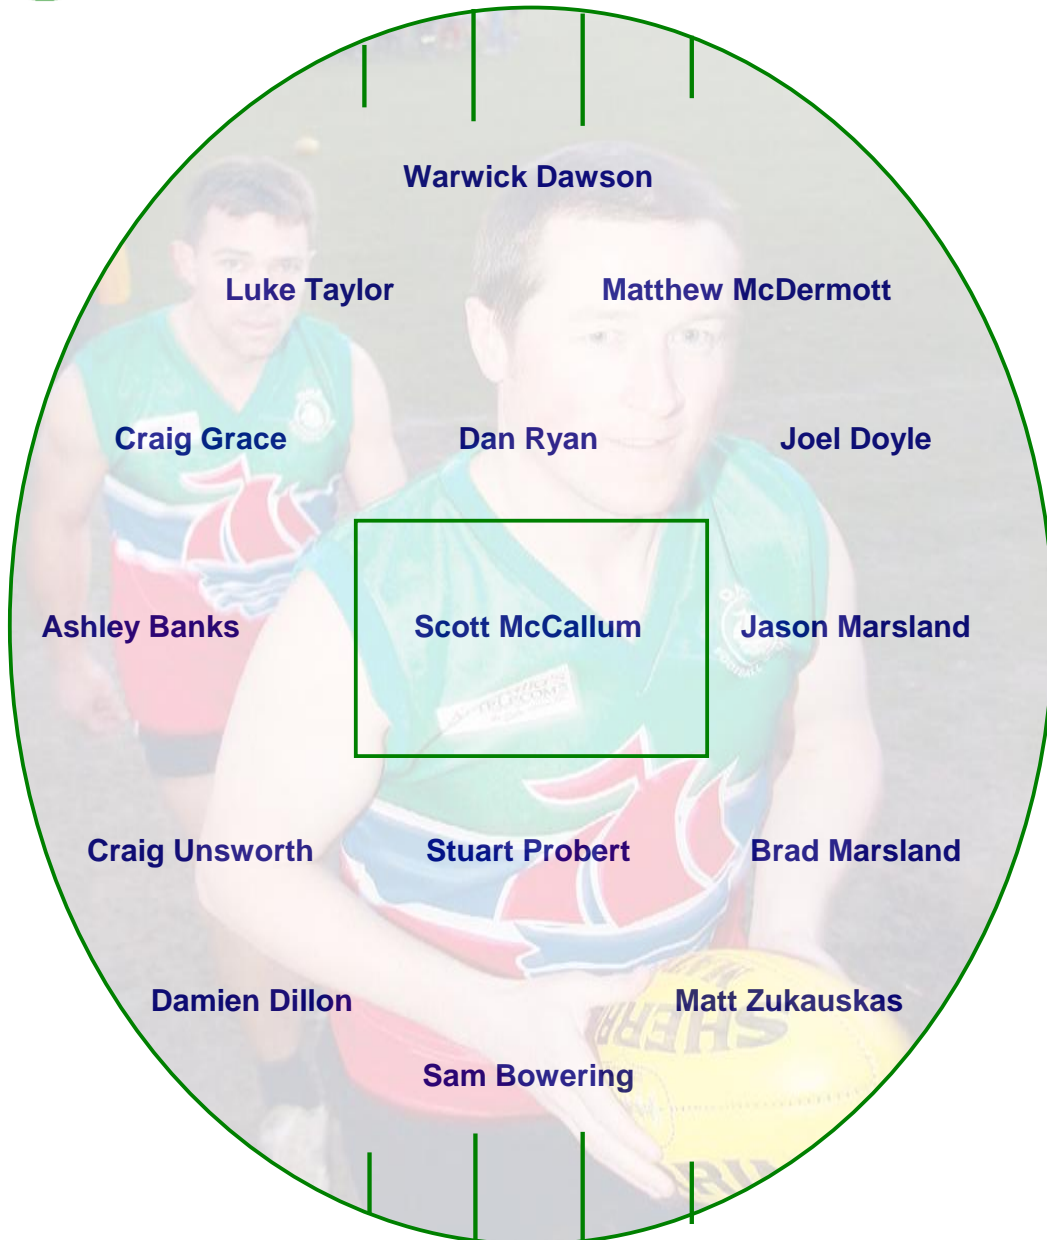 Warwick Dawson
Luke Taylor Matthew McDermott
Craig Grace Dan Ryan Joel Doyle
Ashley Banks Scott McCallum Jason Marsland
TELECOMS
Craig Unsworth Stuart Probert Brad Marsland
Damien Dillon Matt Zukauskas
Sam Bowering